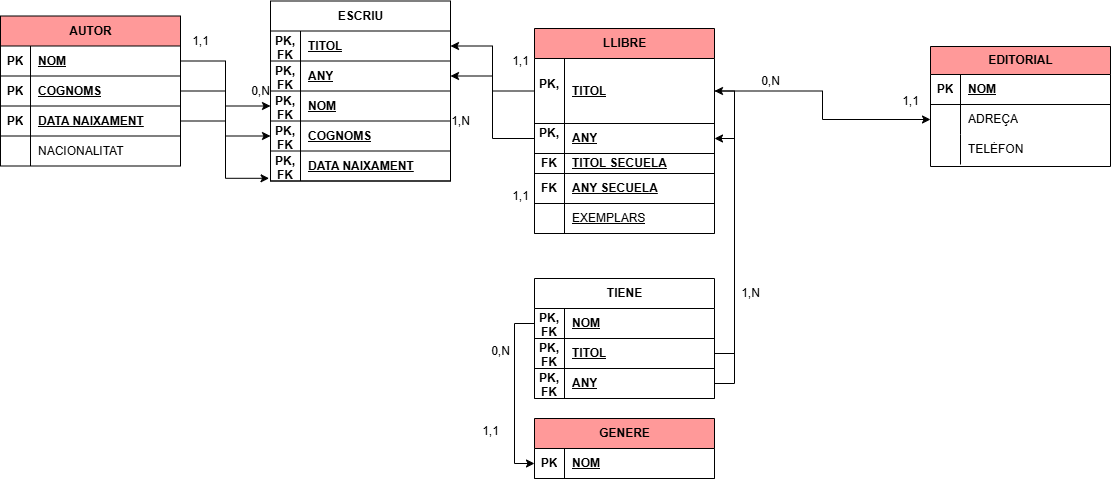 AUTOR
PK NOM
PK COGNOMS
PK DATA NAIXAMENT
NACIONALITAT
1,1
0,N
ESCRIU
PK, FK TITOL
PK, FK ANY
PK, FK NOM
PK, FK COGNOMS
PK, FK DATA NAIXAMENT
1,N
1,1
LLIBRE
PK, TITOL
PK, ANY
FK TITOL SECUELA
FK ANY SECUELA
EXEMPLARS
1,1
0,N
1,1
EDITORIAL
PK NOM
ADREÇA
TELÉFON
1,N
TIENE
PK, FK NOM
PK, FK TITOL
PK, FK ANY
0,N
1,1
GENERE
PK NOM